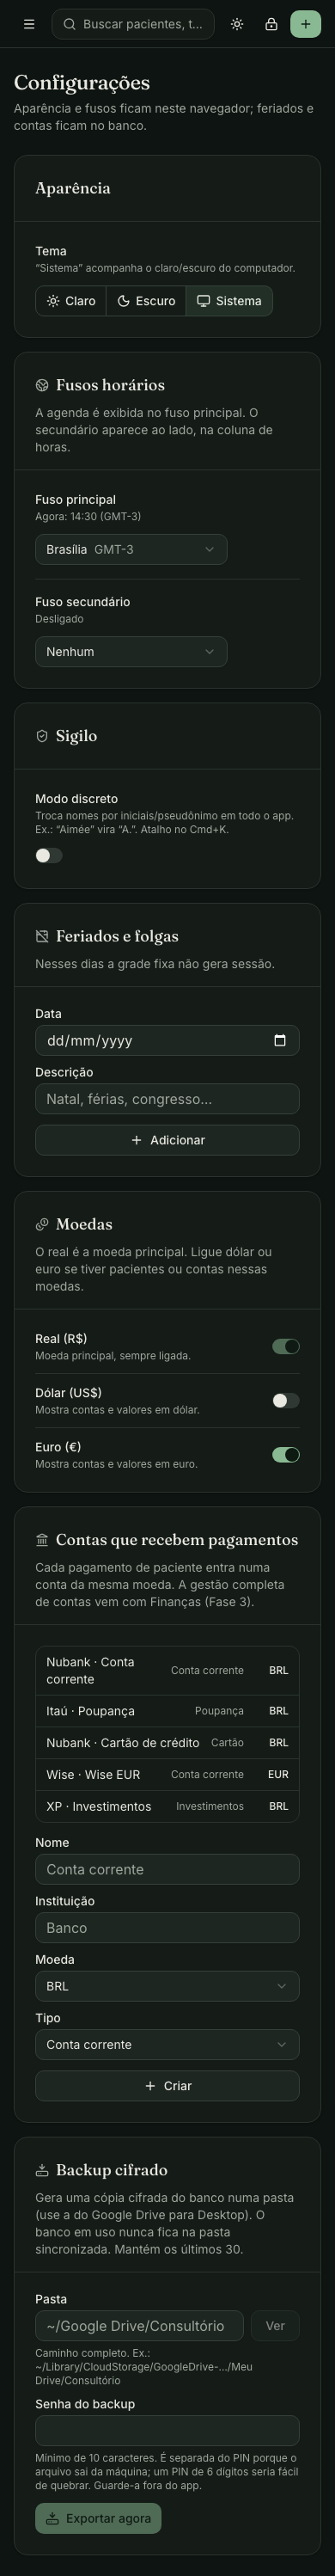 Buscar pacientes, t...
Configurações
Aparência e fusos ficam neste navegador; feriados e
contas ficam no banco.
Aparência
Tema
“Sistema” acompanha o claro/escuro do computador.
Claro
Escuro
Sistema
Fusos horários
A agenda é exibida no fuso principal. O
secundário aparece ao lado, na coluna de
horas.
Fuso principal
Agora: 14:30 (GMT-3)
Brasília GMT-3
Fuso secundário
Desligado
Nenhum
Sigilo
Modo discreto
Troca nomes por iniciais/pseudônimo em todo o app.
Ex.: “Aimée” vira “A.”. Atalho no Cmd+K.
Feriados e folgas
Nesses dias a grade fixa não gera sessão.
Data
dd/mm/yyyy
Descrição
Natal, férias, congresso...
Adicionar
Moedas
O real é a moeda principal. Ligue dólar ou
euro se tiver pacientes ou contas nessas
moedas.
Real (R$)
Moeda principal, sempre ligada.
Dólar (US$)
Mostra contas e valores em dólar.
Euro (€)
Mostra contas e valores em euro.
Contas que recebem pagamentos
Cada pagamento de paciente entra numa
conta da mesma moeda. A gestão completa
de contas vem com Finanças (Fase 3).
Nubank · Conta
corrente
Conta corrente BRL
Itaú · Poupança Poupança BRL
Nubank · Cartão de crédito Cartão BRL
Wise · Wise EUR Conta corrente EUR
XP · Investimentos Investimentos BRL
Nome
Conta corrente
Instituição
Banco
Moeda
BRL
Tipo
Conta corrente
Criar
Backup cifrado
Gera uma cópia cifrada do banco numa pasta
(use a do Google Drive para Desktop). O
banco em uso nunca fica na pasta
sincronizada. Mantém os últimos 30.
Pasta
~/Google Drive/Consultório
Ver
Caminho completo. Ex.:
~/Library/CloudStorage/GoogleDrive-.../Meu
Drive/Consultório
Senha do backup
Mínimo de 10 caracteres. É separada do PIN porque o
arquivo sai da máquina; um PIN de 6 dígitos seria fácil
de quebrar. Guarde-a fora do app.
Exportar agora